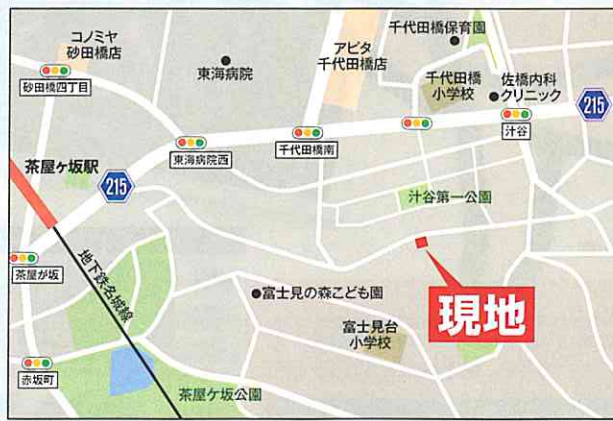 コノミヤ
砂田橋店
砂田橋四丁目
東海病院
アピタ
千代田橋店
千代田橋保育園
千代田橋
小学校
佐橋内科
クリニック
215
汁谷
東海病院西
千代田橋南
茶屋ヶ坂駅
215
汁谷第一公園
茶屋が坂
地下鉄名城線
富士見の森こども園
現地
富士見台
小学校
赤坂町
茶屋ケ坂公園